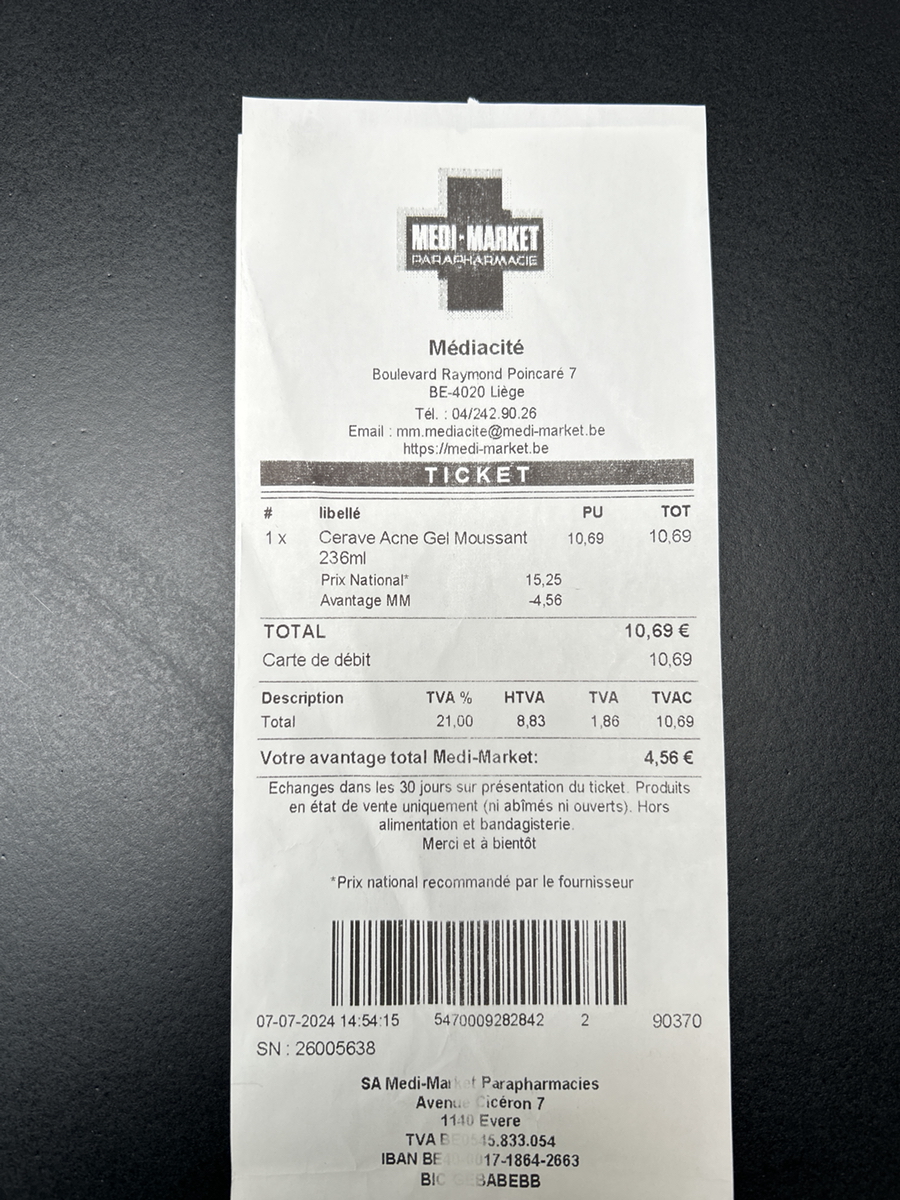 MEDI-MARKET
PARAPHARMACIE
Médiacité
Boulevard Raymond Poincaré 7
BE-4020 Liège
Tél. : 04/242.90.26
Email : mm.mediacite@medi-market.be
https://medi-market.be
TICKET
# libellé PU TOT
1 x Cerave Acne Gel Moussant 10,69 10,69
236ml
Prix National* 15,25
Avantage MM -4,56
TOTAL 10,69 €
Carte de débit 10,69
Description TVA % HTVA TVA TVAC
Total 21,00 8,83 1,86 10,69
Votre avantage total Medi-Market: 4,56 €
Echanges dans les 30 jours sur présentation du ticket. Produits
en état de vente uniquement (ni abîmés ni ouverts). Hors
alimentation et bandagisterie.
Merci et à bientôt
*Prix national recommandé par le fournisseur
07-07-2024 14:54:15 5470009282842 2 90370
SN : 26005638
SA Medi-Market Parapharmacies
Avenue Cicéron 7
1140 Evere
TVA
IBAN
BIC